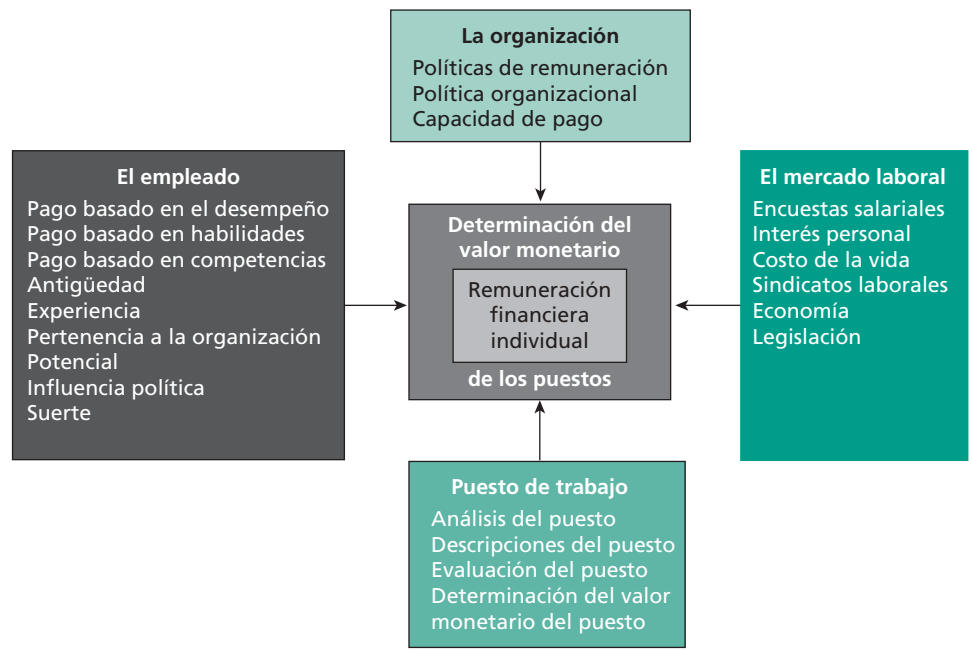 La organización
Políticas de remuneración
Política organizacional
Capacidad de pago
El empleado
Pago basado en el desempeño
Pago basado en habilidades
Pago basado en competencias
Antigüedad
Experiencia
Pertenencia a la organización
Potencial
Influencia política
Suerte
Determinación del
valor monetario
Remuneración
financiera
individual
de los puestos
El mercado laboral
Encuestas salariales
Interés personal
Costo de la vida
Sindicatos laborales
Economía
Legislación
Puesto de trabajo
Análisis del puesto
Descripciones del puesto
Evaluación del puesto
Determinación del valor
monetario del puesto